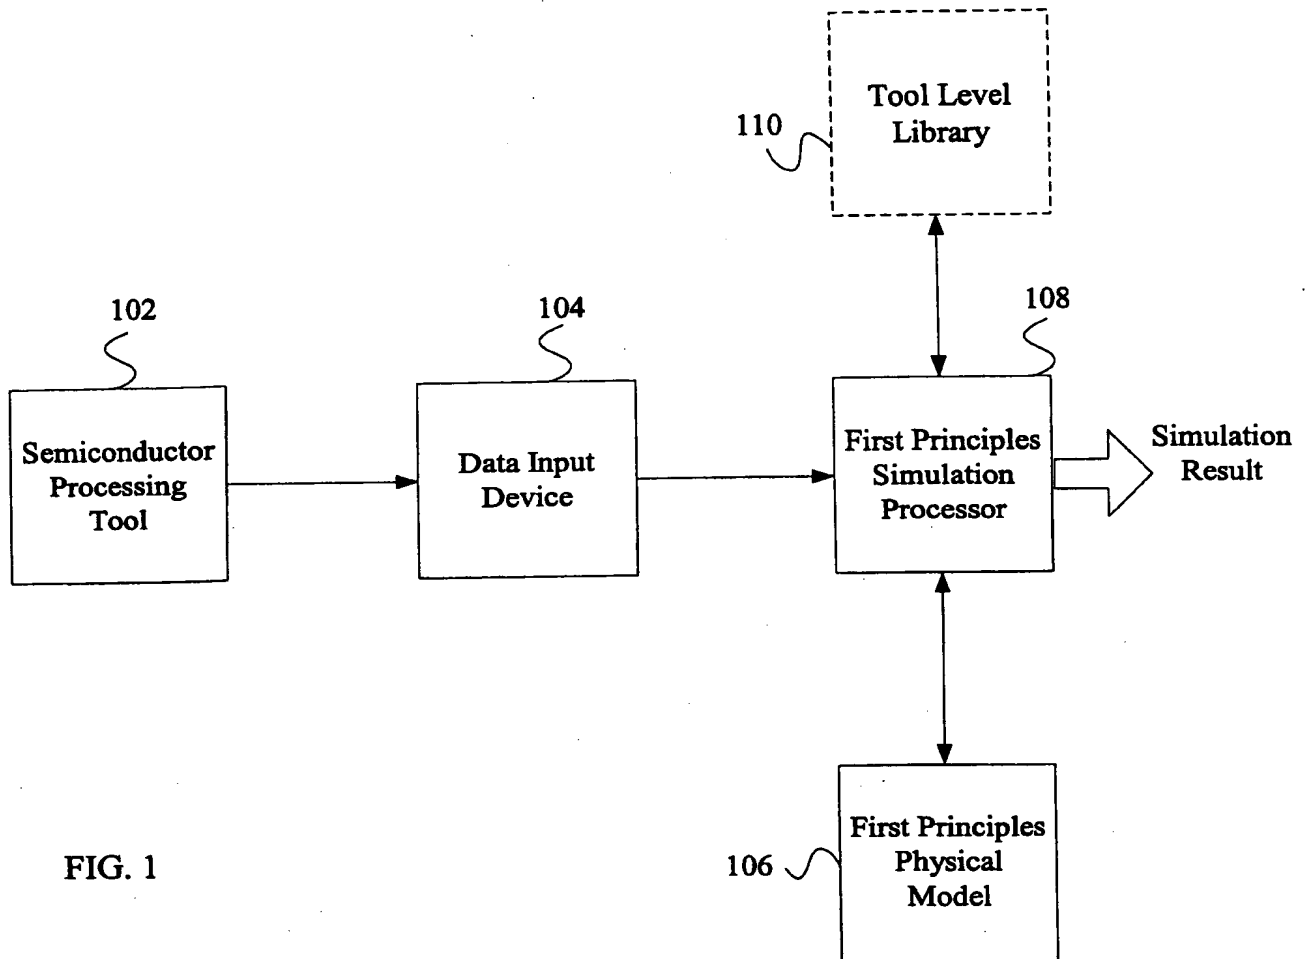 Tool Level
Library
110
102
104
108
Semiconductor
Processing
Tool
Data Input
Device
First Principles
Simulation
Processor
Simulation
Result
First Principles
Physical
Model
106
FIG. 1